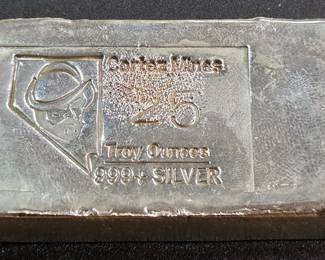 Cortez Mines
25
Troy Ounces
999+ SILVER